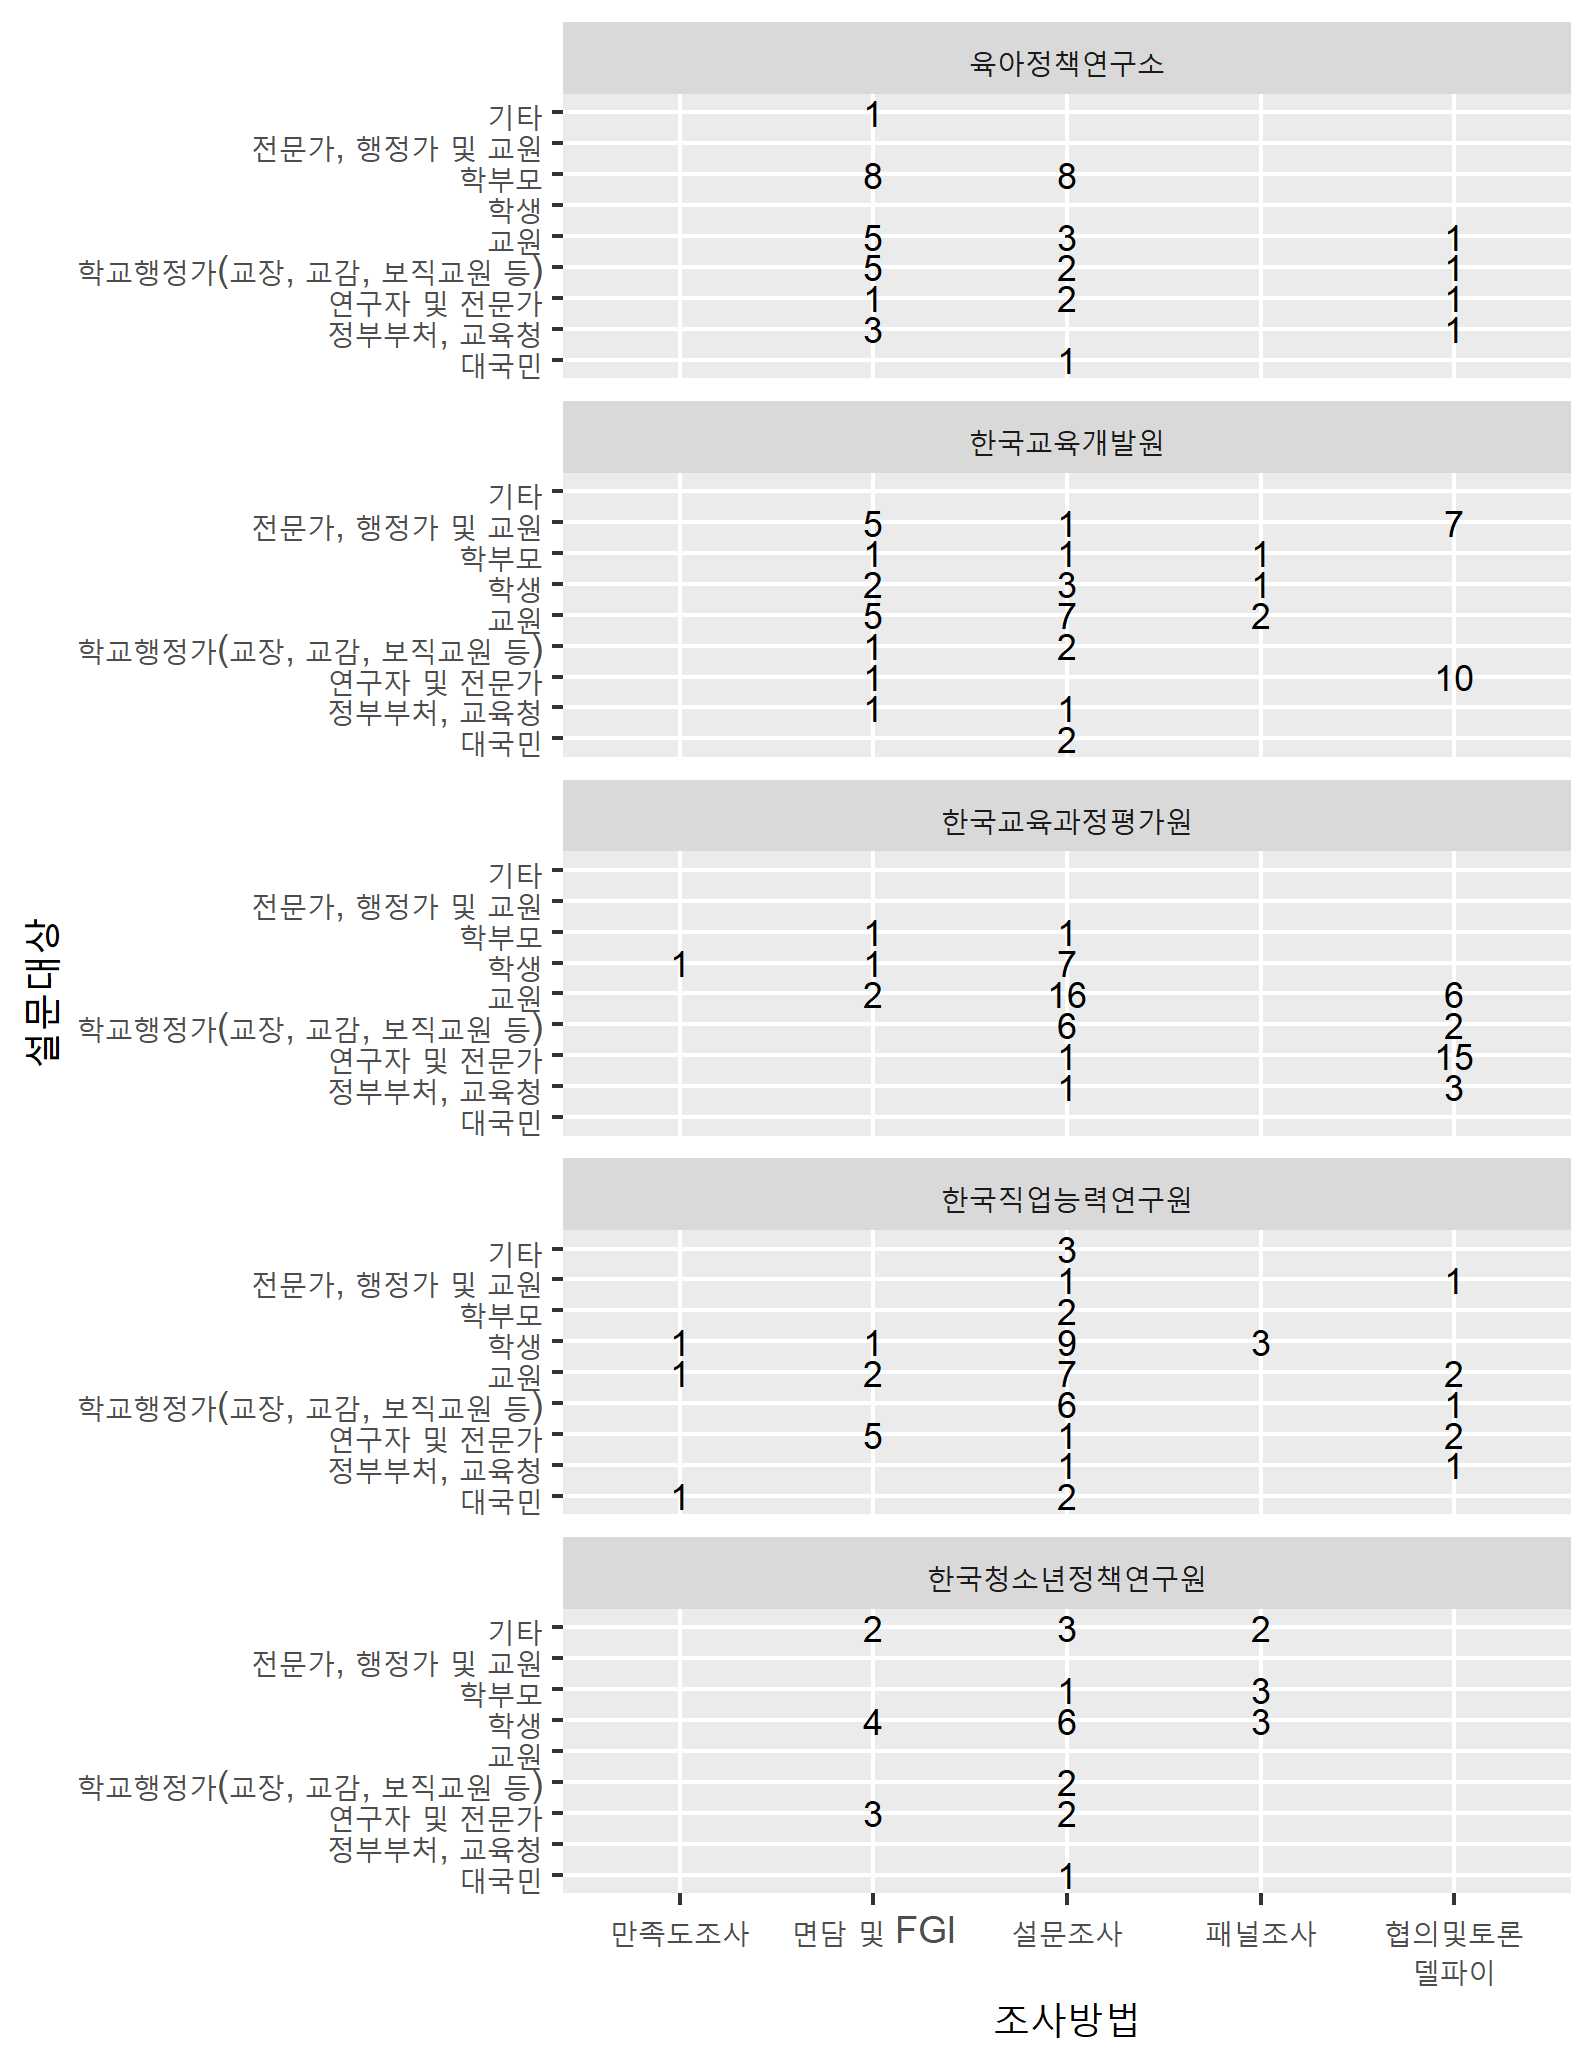 육아정책연구소
기타 1
전문가, 행정가 및 교원
학부모 8 8
학생
교원 5 3 1
학교행정가(교장, 교감, 보직교원 등) 5 2 1
연구자 및 전문가 1 2 1
정부부처, 교육청 3 1
대국민 1
한국교육개발원
기타
전문가, 행정가 및 교원 5 1 7
학부모 1 1 1
학생 2 3 1
교원 5 7 2
학교행정가(교장, 교감, 보직교원 등) 1 2
연구자 및 전문가 1 10
정부부처, 교육청 1 1
대국민 2
한국교육과정평가원
기타
전문가, 행정가 및 교원
학부모 1 1
학생 1 1 7
교원 2 16 6
학교행정가(교장, 교감, 보직교원 등) 6 2
연구자 및 전문가 1 15
정부부처, 교육청 1 3
대국민
한국직업능력연구원
기타 3
전문가, 행정가 및 교원 1 1
학부모 2
학생 1 1 9 3
교원 1 2 7 2
학교행정가(교장, 교감, 보직교원 등) 6 1
연구자 및 전문가 5 1 2
정부부처, 교육청 1 1
대국민 1 2
한국청소년정책연구원
기타 2 3 2
전문가, 행정가 및 교원
학부모 1 3
학생 4 6 3
교원
학교행정가(교장, 교감, 보직교원 등) 2
연구자 및 전문가 3 2
정부부처, 교육청
대국민 1
만족도조사 면담 및 FGI 설문조사 패널조사 협의및토론
델파이
조사방법
설문대상